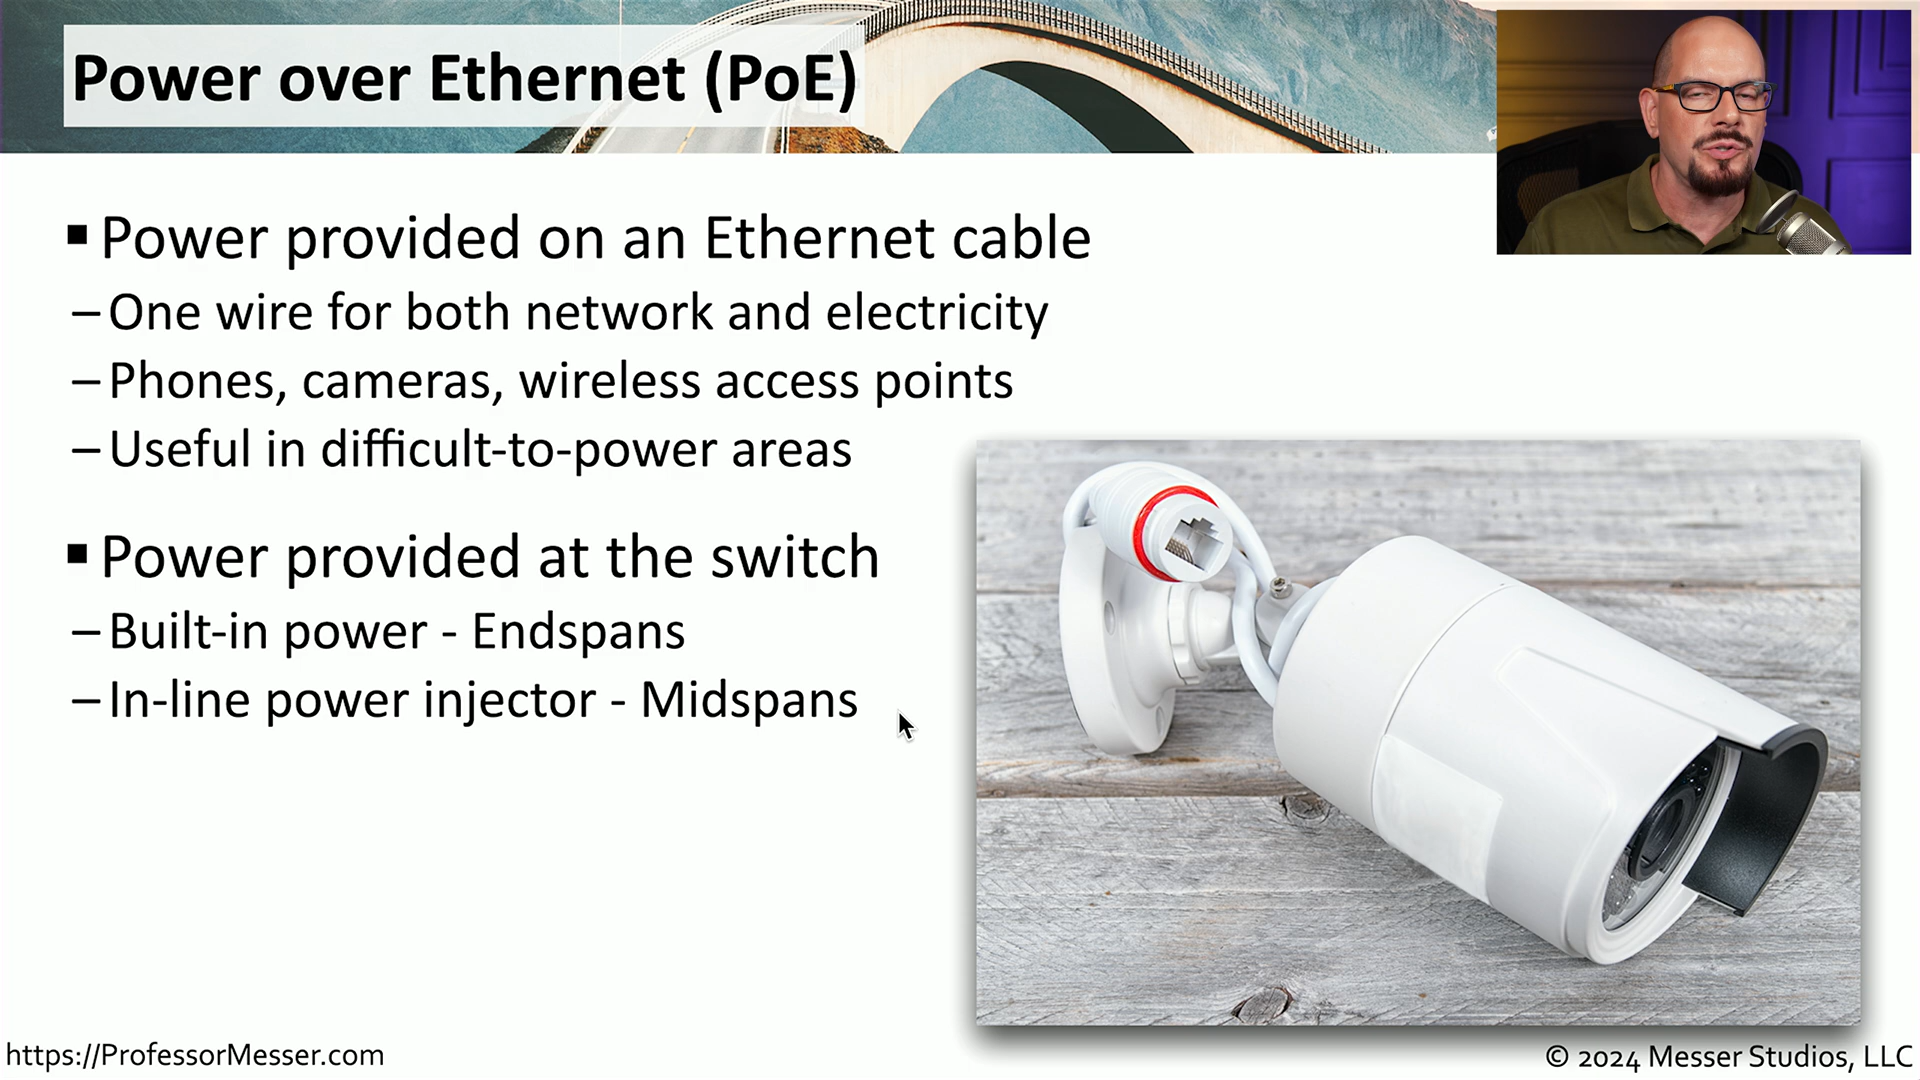 Power over Ethernet (PoE)
▪ Power provided on an Ethernet cable
– One wire for both network and electricity
– Phones, cameras, wireless access points
– Useful in difficult-to-power areas
▪ Power provided at the switch
– Built-in power - Endspans
– In-line power injector - Midspans
https://ProfessorMesser.com
© 2024 Messer Studios, LLC